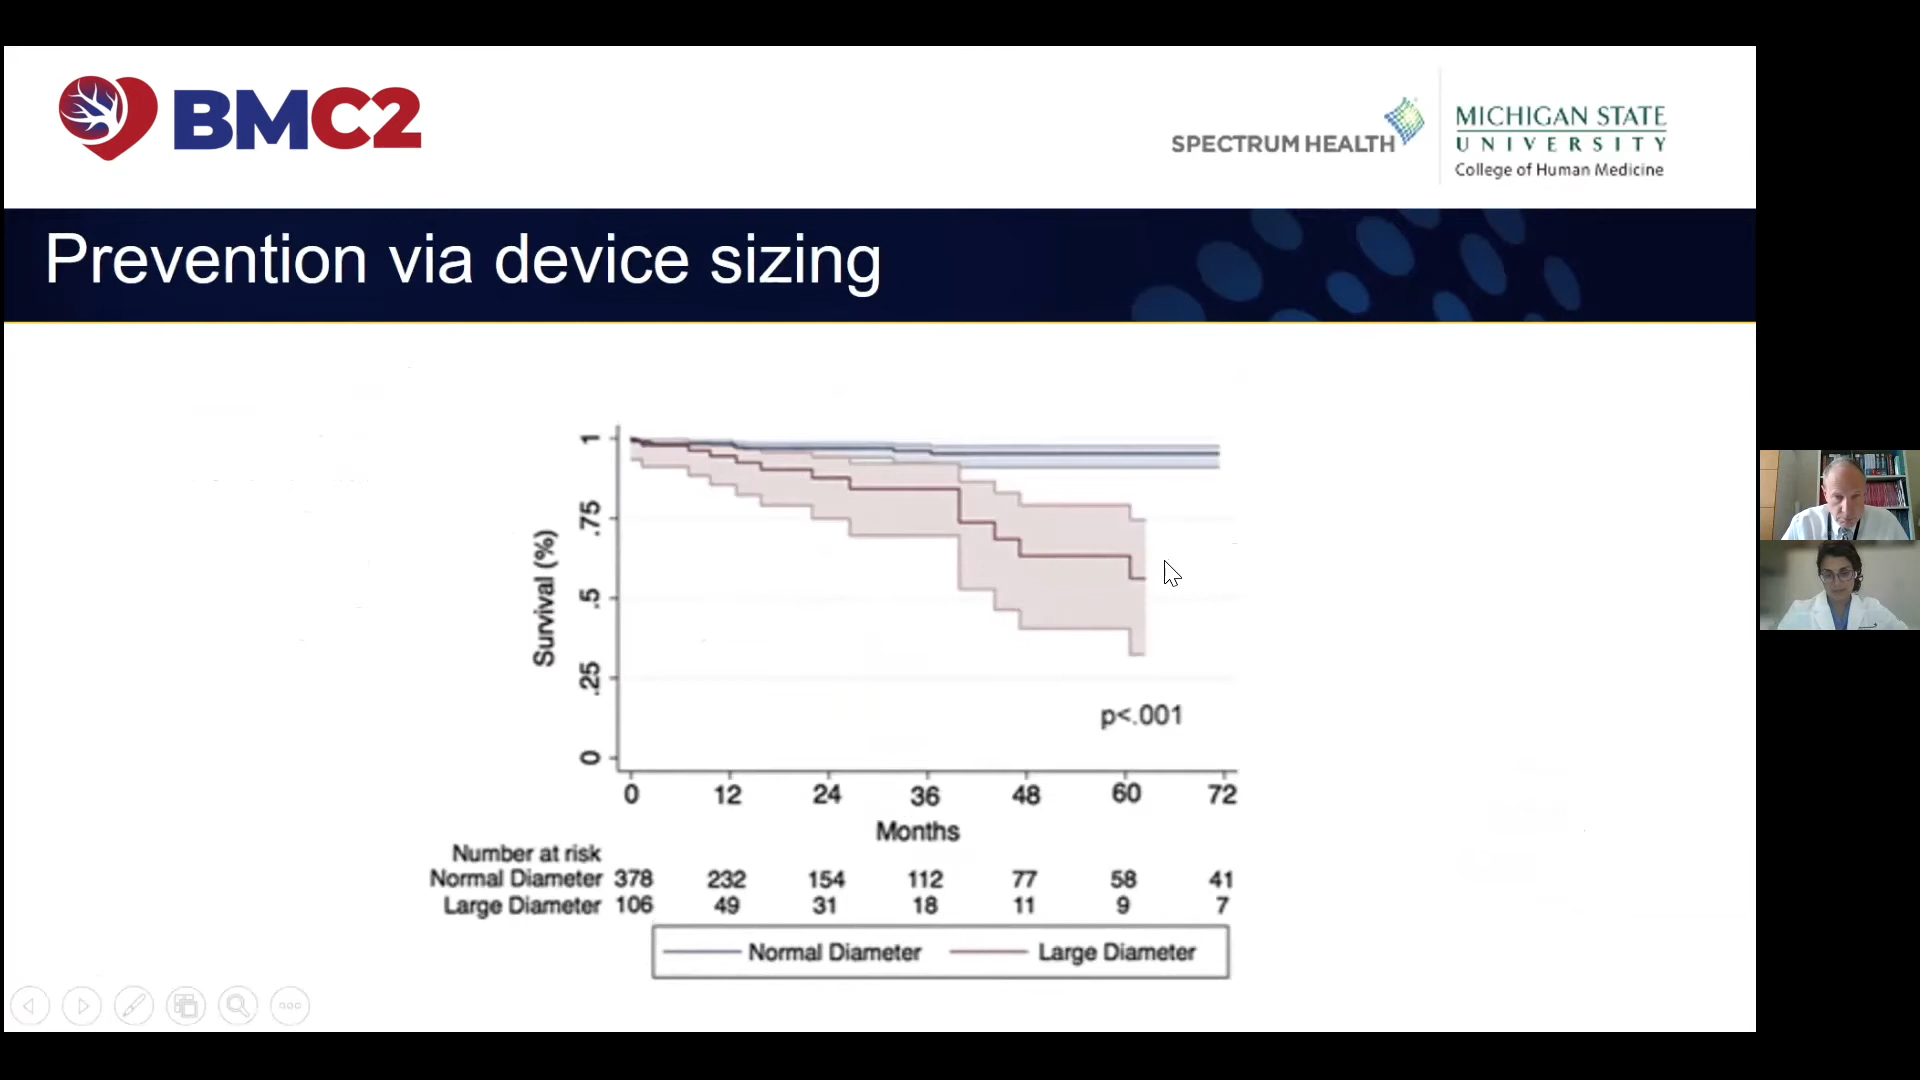 BMC2
SPECTRUM HEALTH
MICHIGAN STATE
UNIVERSITY
College of Human Medicine
Prevention via device sizing
Survival (%)
1
.75
.5
.25
0
p<.001
0 12 24 36 48 60 72
Months
Number at risk
Normal Diameter 378 232 154 112 77 58 41
Large Diameter 106 49 31 18 11 9 7
Normal Diameter Large Diameter